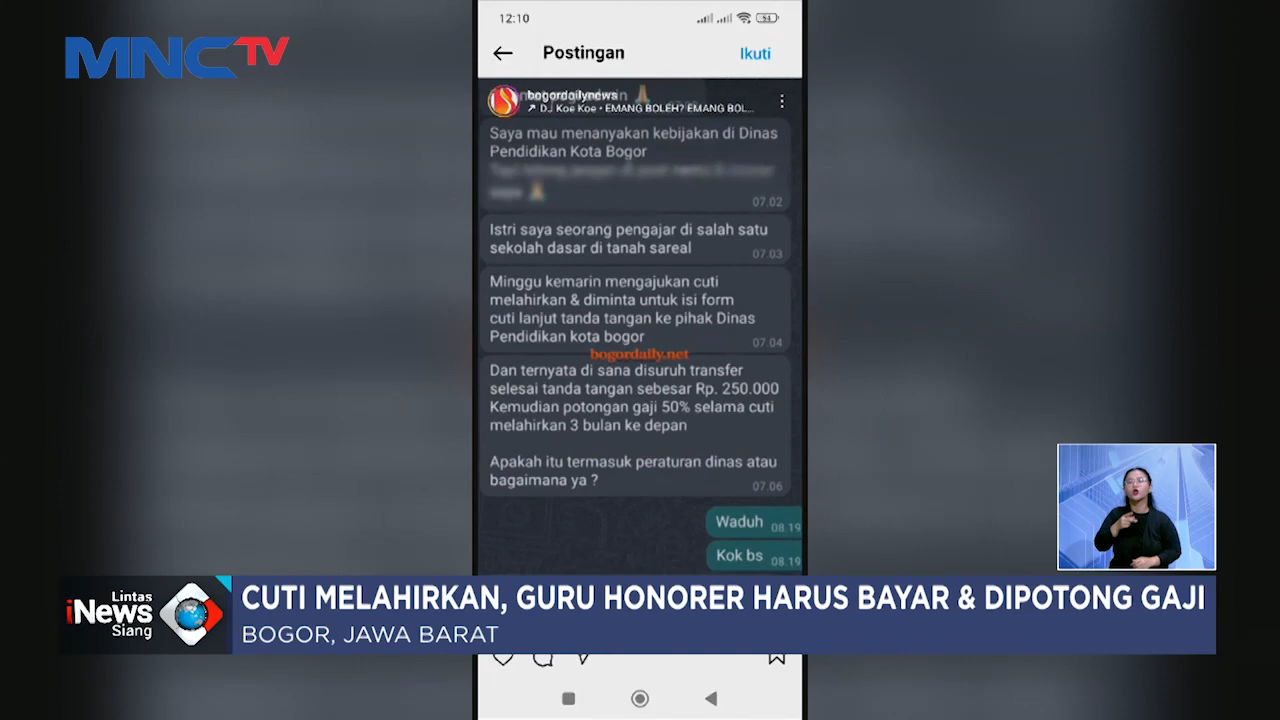 MNCTV
12:10
54
Postingan
Ikuti
bogordailynews
DJ Koe Koe • EMANG BOLEH? EMANG BOL...
Saya mau menanyakan kebijakan di Dinas
Pendidikan Kota Bogor
07.02
Istri saya seorang pengajar di salah satu
sekolah dasar di tanah sareal
07.03
Minggu kemarin mengajukan cuti
melahirkan & diminta untuk isi form
cuti lanjut tanda tangan ke pihak Dinas
Pendidikan kota bogor
07.04
bogordaily.net
Dan ternyata di sana disuruh transfer
selesai tanda tangan sebesar Rp. 250.000
Kemudian potongan gaji 50% selama cuti
melahirkan 3 bulan ke depan
Apakah itu termasuk peraturan dinas atau
bagaimana ya ?
07.06
Waduh 08.19
Kok bs 08.19
Lintas
iNews
Siang
CUTI MELAHIRKAN, GURU HONORER HARUS BAYAR & DIPOTONG GAJI
BOGOR, JAWA BARAT